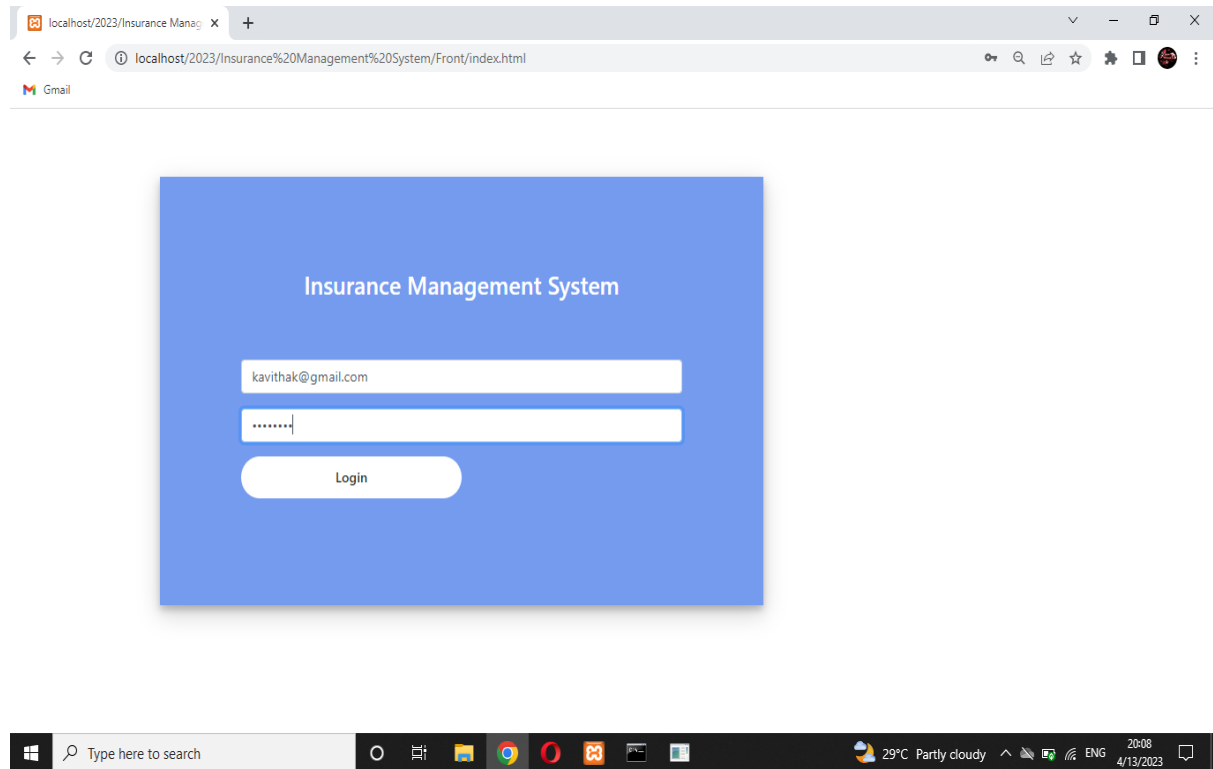 localhost/2023/Insurance Manag
localhost/2023/Insurance%20Management%20System/Front/index.html
Gmail
Insurance Management System
kavithak@gmail.com
••••••••
Login
Type here to search
29°C Partly cloudy
ENG
20:08
4/13/2023